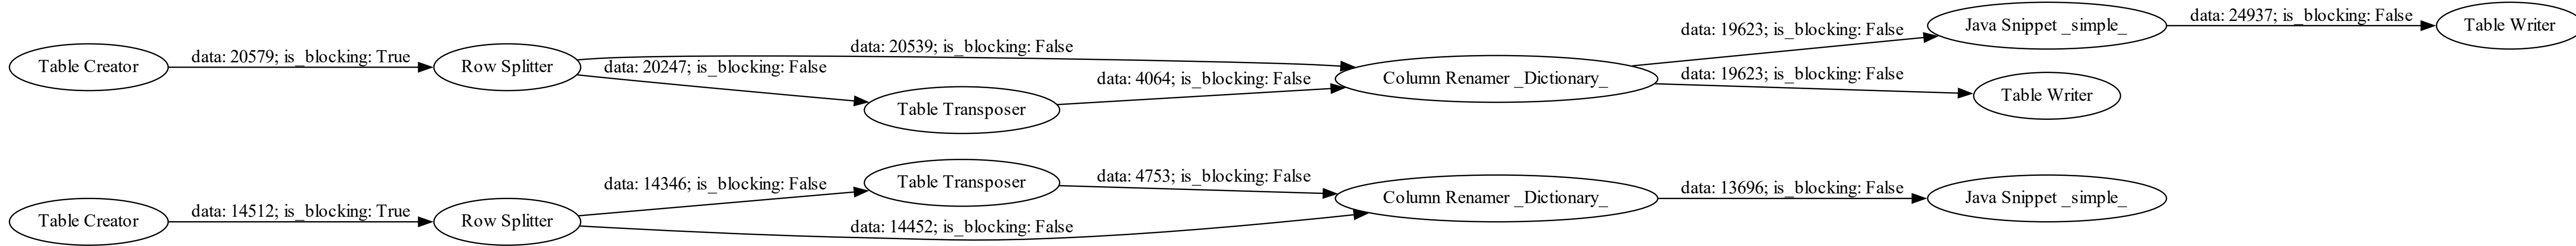 Table Creator
data: 20579; is_blocking: True
Row Splitter
data: 20539; is_blocking: False
data: 20247; is_blocking: False
Table Transposer
data: 4064; is_blocking: False
Column Renamer _Dictionary_
data: 19623; is_blocking: False
Java Snippet _simple_
data: 24937; is_blocking: False
Table Writer
data: 19623; is_blocking: False
Table Writer
Table Creator
data: 14512; is_blocking: True
Row Splitter
data: 14346; is_blocking: False
Table Transposer
data: 4753; is_blocking: False
data: 14452; is_blocking: False
Column Renamer _Dictionary_
data: 13696; is_blocking: False
Java Snippet _simple_